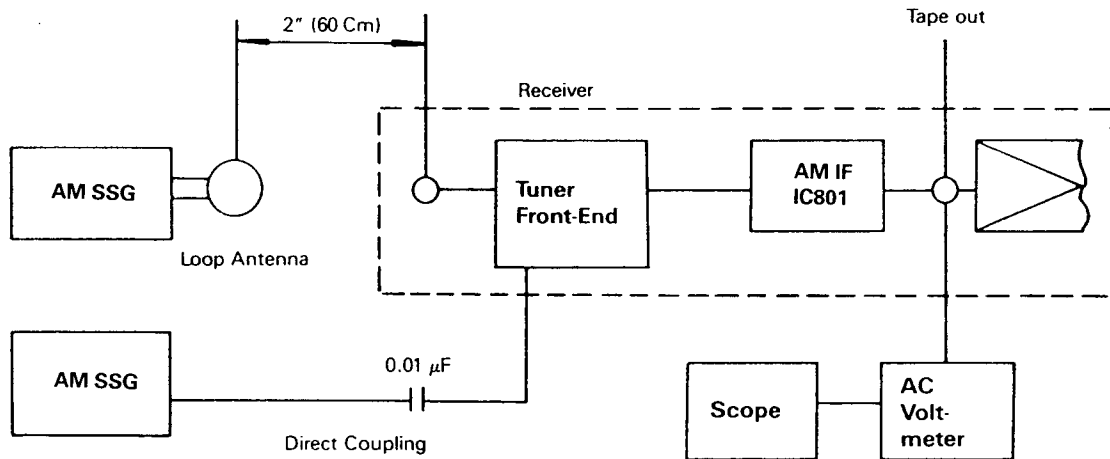 Tape out
2" (60 Cm)
Receiver
AM SSG
Tuner
Front-End
AM IF
IC801
Loop Antenna
AM SSG
0.01 μF
Direct Coupling
Scope
AC
Volt-
meter